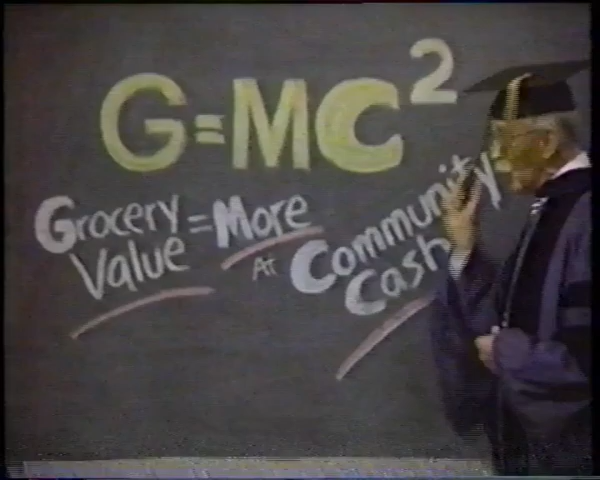 G=MC²
Grocery = More
Value At Community
Cash